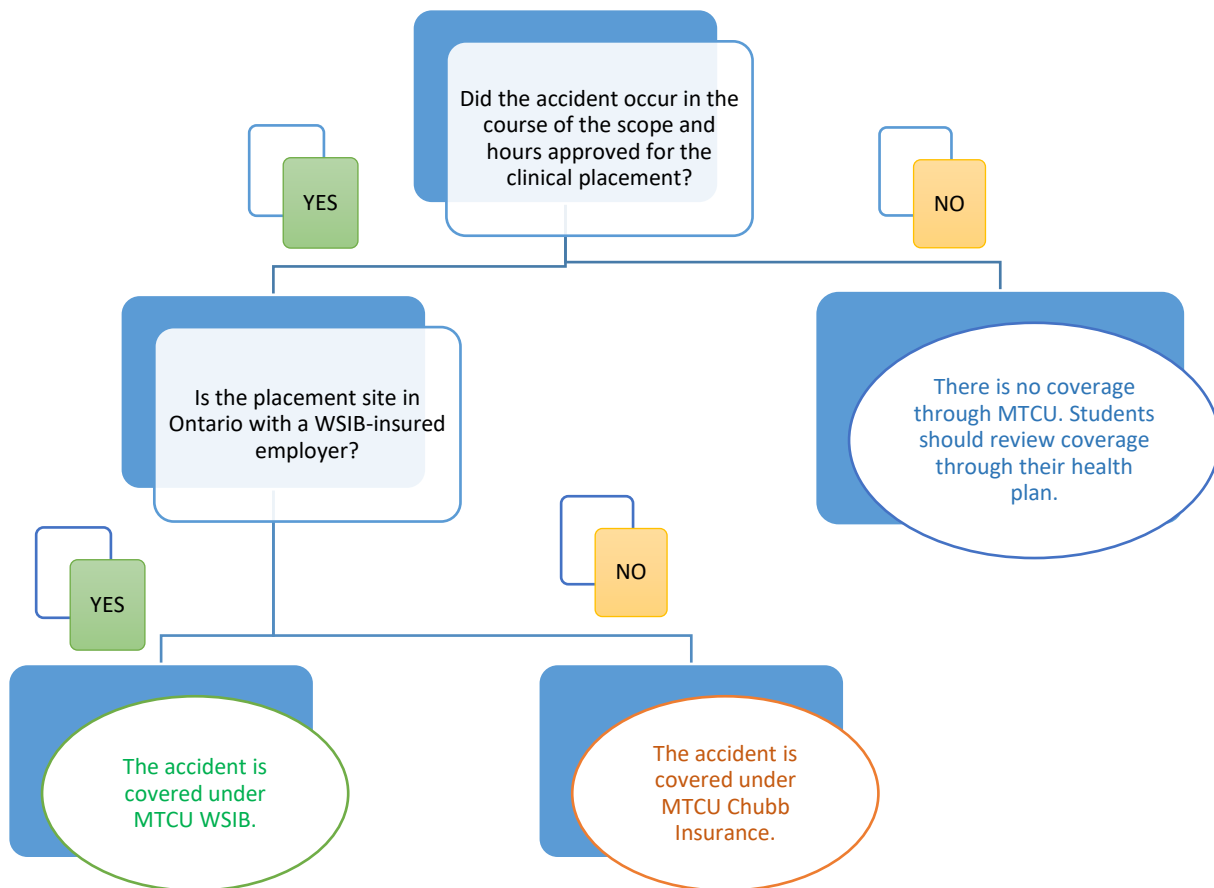 Did the accident occur in the
course of the scope and
hours approved for the
clinical placement?
YES
NO
Is the placement site in
Ontario with a WSIB-insured
employer?
There is no coverage
through MTCU. Students
should review coverage
through their health
plan.
YES
NO
The accident is
covered under
MTCU WSIB.
The accident is
covered under
MTCU Chubb
Insurance.